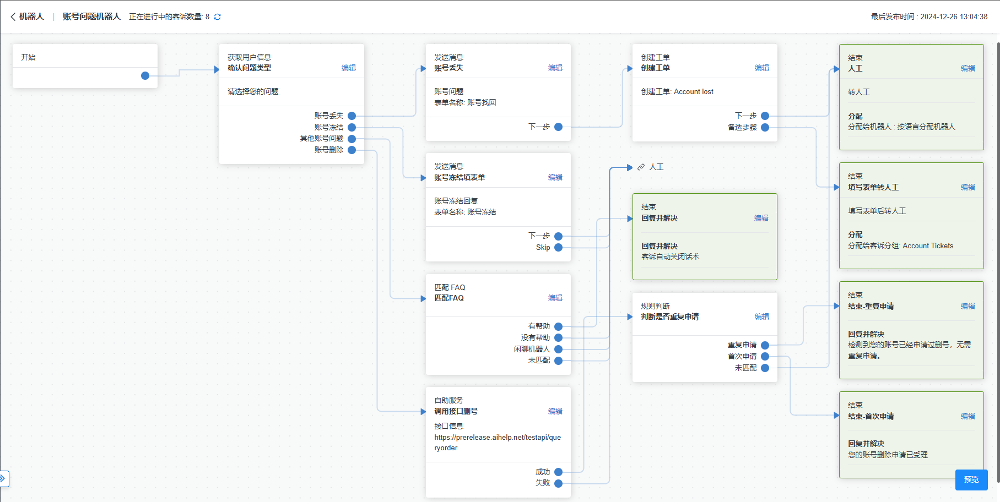 机器人 | 账号问题机器人 正在进行中的客诉数量: 8
最后发布时间 : 2024-12-26 13:04:38
开始
获取用户信息
确认问题类型 编辑
请选择您的问题
账号丢失
账号冻结
其他账号问题
账号删除
发送消息
账号丢失 编辑
账号问题
表单名称: 账号找回
下一步
发送消息
账号冻结填表单 编辑
账号冻结回复
表单名称: 账号冻结
下一步
Skip
匹配 FAQ
匹配FAQ 编辑
有帮助
没有帮助
闲聊机器人
未匹配
自助服务
调用接口删号 编辑
接口信息
https://prerelease.aihelp.net/testapi/que
ryorder
成功
失败
创建工单
创建工单 编辑
创建工单: Account lost
下一步
备选步骤
人工
结束
回复并解决 编辑
回复并解决
客诉自动关闭话术
规则判断
判断是否重复申请 编辑
重复申请
首次申请
未匹配
结束
人工 编辑
转人工
分配
分配给机器人 : 按语言分配机器人
结束
填写表单转人工 编辑
填写表单后转人工
分配
分配给客诉分组: Account Tickets
结束
结束-重复申请 编辑
回复并解决
检测到您的账号已经申请过删号，无需
重复申请。
结束
结束-首次申请 编辑
回复并解决
您的账号删除申请已受理
预览